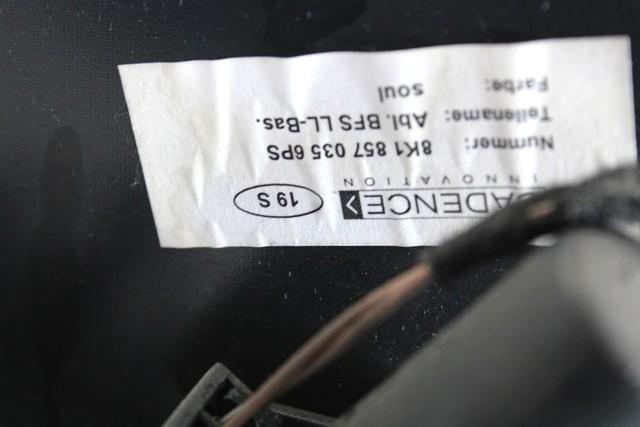 CADENCE 19 S
INNOVATION
Nummer: 8K1 857 035 6PS
Teilename: Abl. BFS LL-Bas.
Farbe: soul